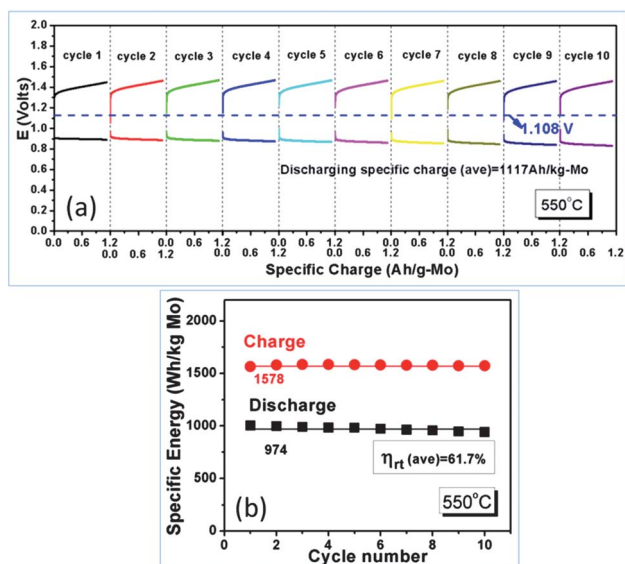 2.0
1.8
1.6
1.4
1.2
1.0
0.8
0.6
0.4
0.2
0.0
E (Volts)
cycle 1 cycle 2 cycle 3 cycle 4 cycle 5 cycle 6 cycle 7 cycle 8 cycle 9 cycle 10
1.108 V
Discharging specific charge (ave)=1117Ah/kg-Mo
(a)
550°C
0.0 0.6 1.2 0.6 1.2 0.6 1.2 0.6 1.2 0.6 1.2 0.6 1.2 0.6 1.2 0.6 1.2 0.6 1.2 0.6 1.2
0.0 0.0 0.0 0.0 0.0 0.0 0.0 0.0 0.0
Specific Charge (Ah/g-Mo)
Specific Energy (Wh/kg Mo)
2000
1500
1000
500
0
Charge
1578
Discharge
974
ηrt (ave)=61.7%
(b)
550°C
0 2 4 6 8 10
Cycle number